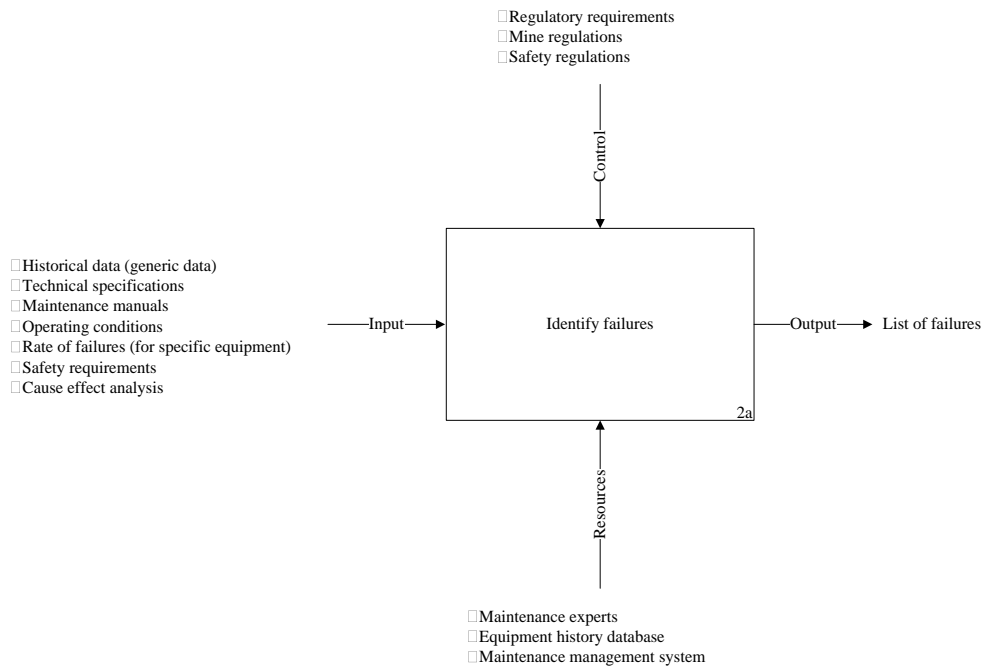 □Regulatory requirements
□Mine regulations
□Safety regulations
Control
□Historical data (generic data)
□Technical specifications
□Maintenance manuals
□Operating conditions
□Rate of failures (for specific equipment)
□Safety requirements
□Cause effect analysis
Input
Identify failures
Output
List of failures
2a
Resources
□Maintenance experts
□Equipment history database
□Maintenance management system